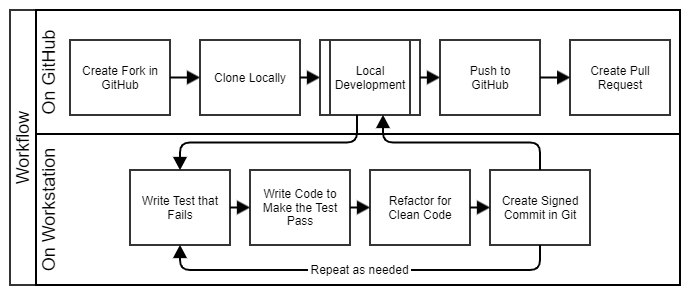 Workflow
On GitHub
Create Fork in
GitHub
Clone Locally
Local
Development
Push to
GitHub
Create Pull
Request
On Workstation
Write Test that
Fails
Write Code to
Make the Test
Pass
Refactor for
Clean Code
Create Signed
Commit in Git
Repeat as needed